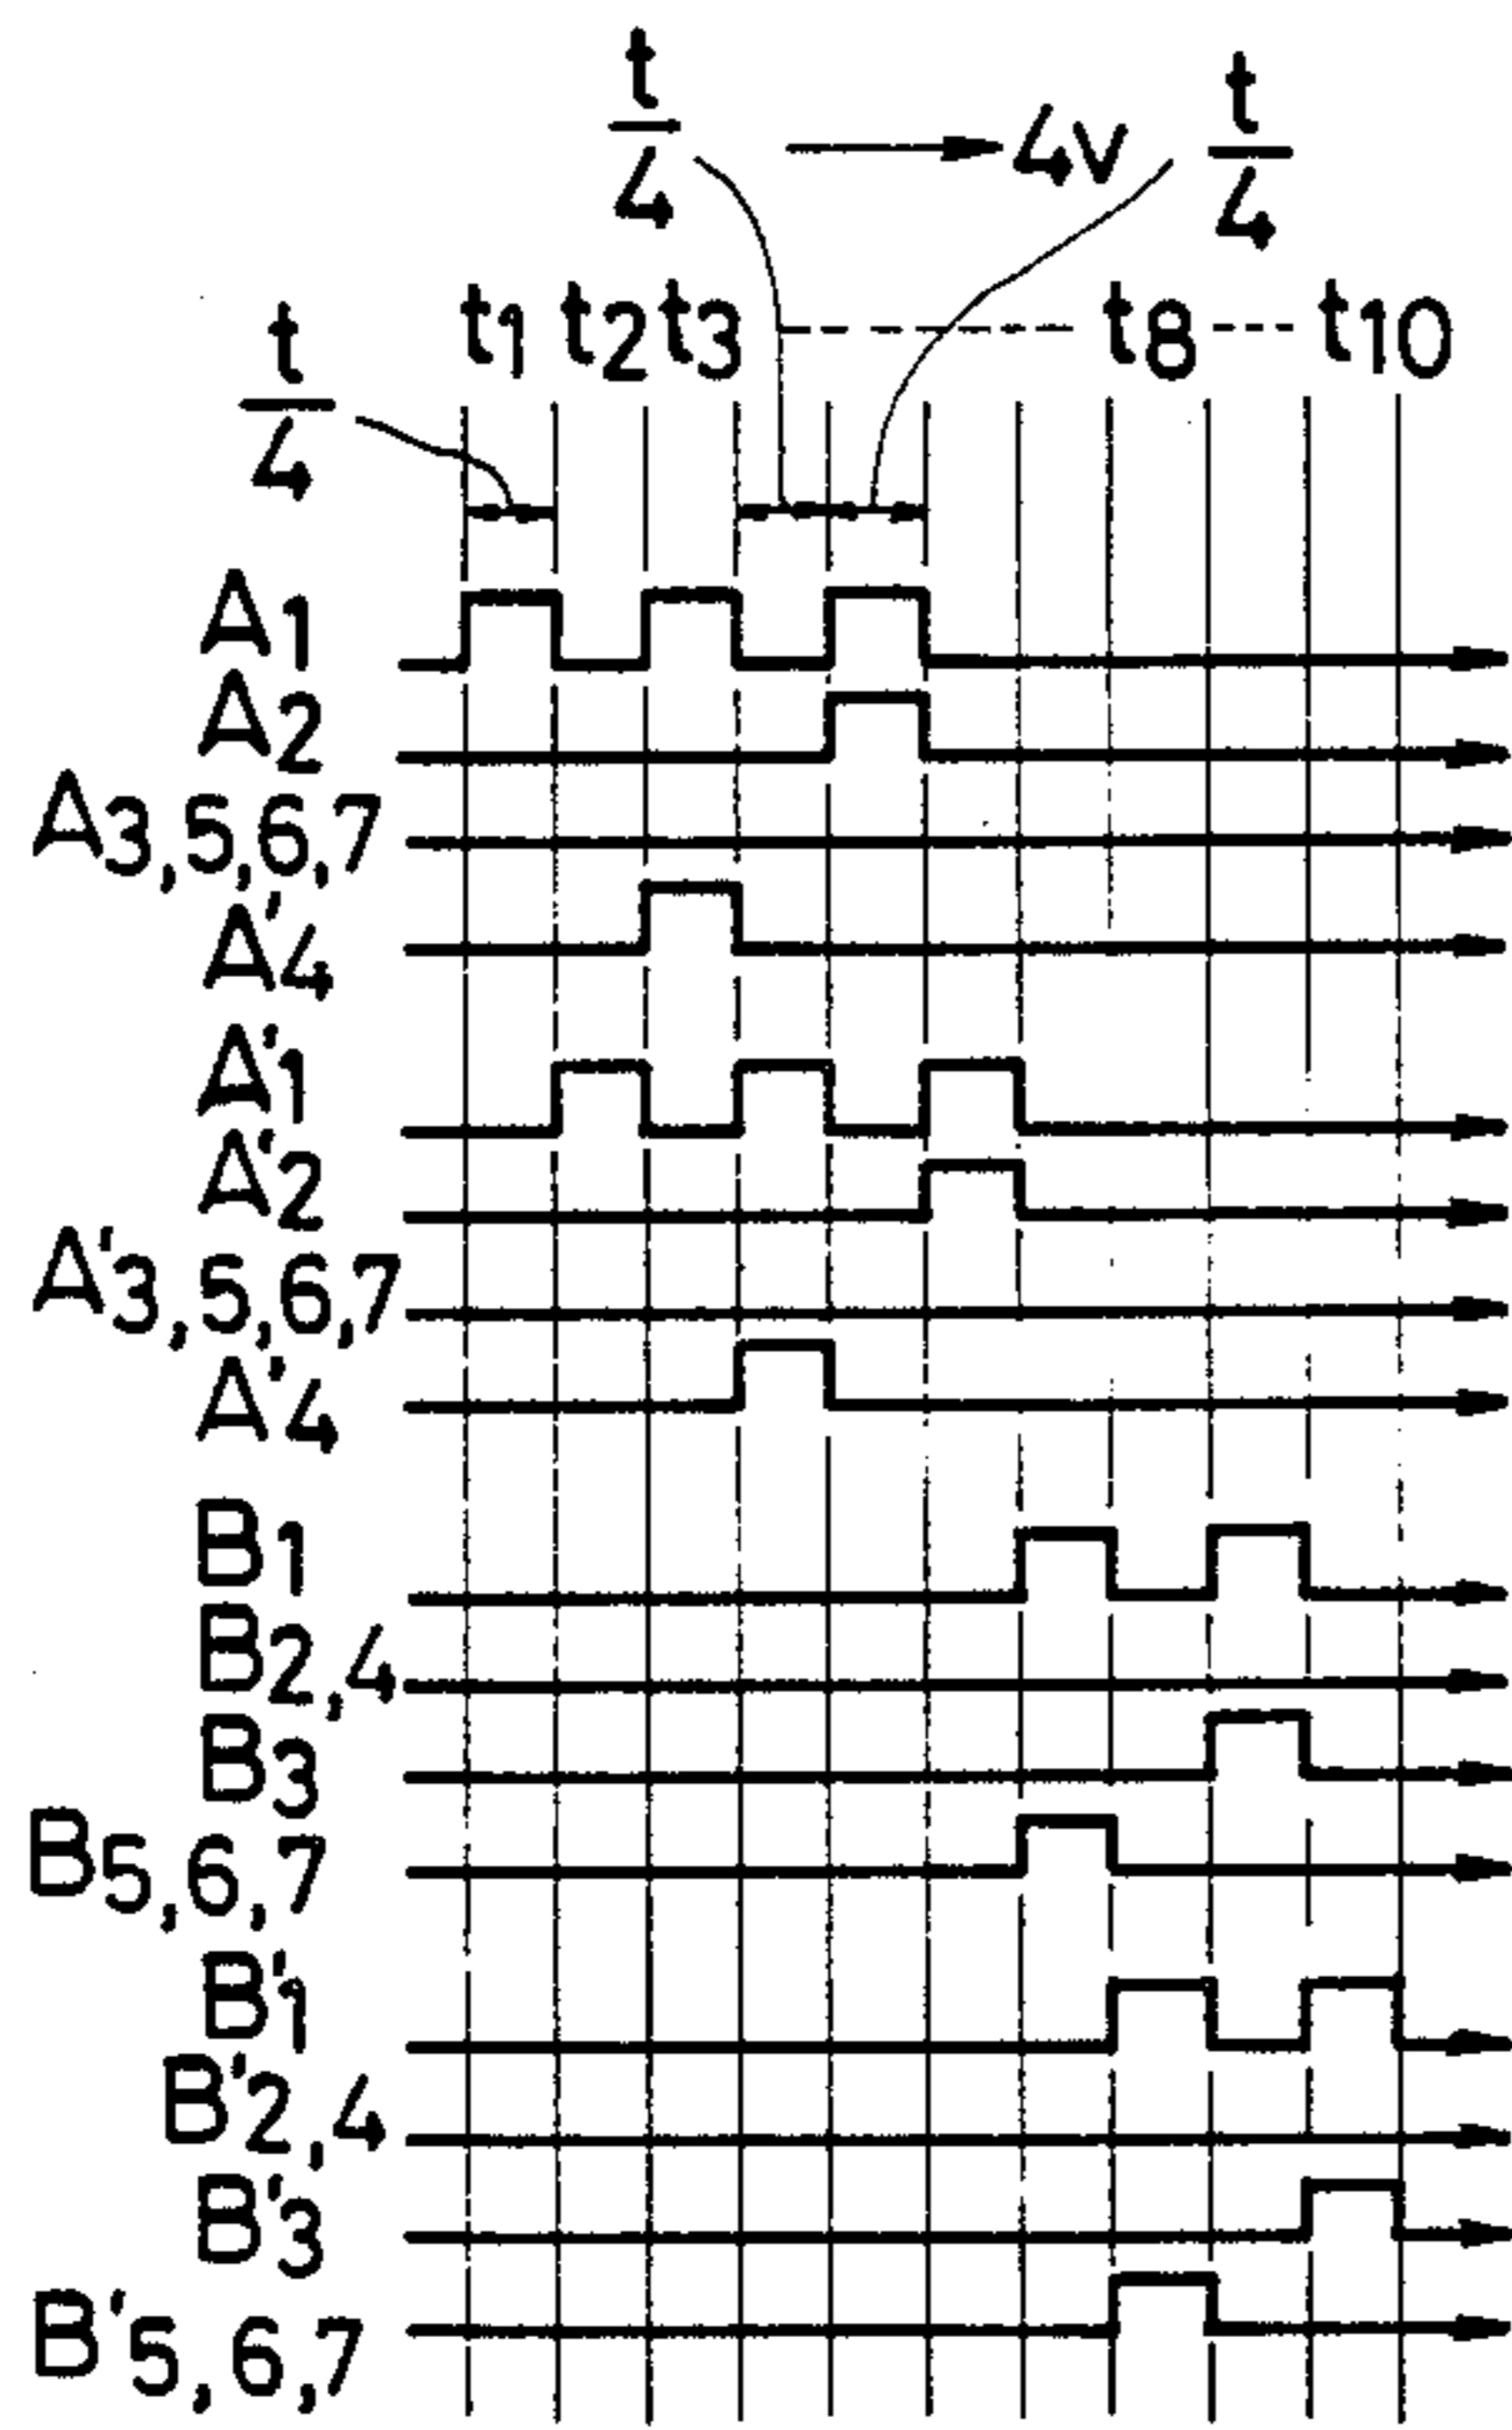 t/4 → 4v t/4
t/4 t1 t2 t3 ---- t8 --- t10
A1
A2
A3,5,6,7
A'4
A'1
A'2
A'3,5,6,7
A'4
B1
B2,4
B3
B5,6,7
B'1
B'2,4
B'3
B'5,6,7